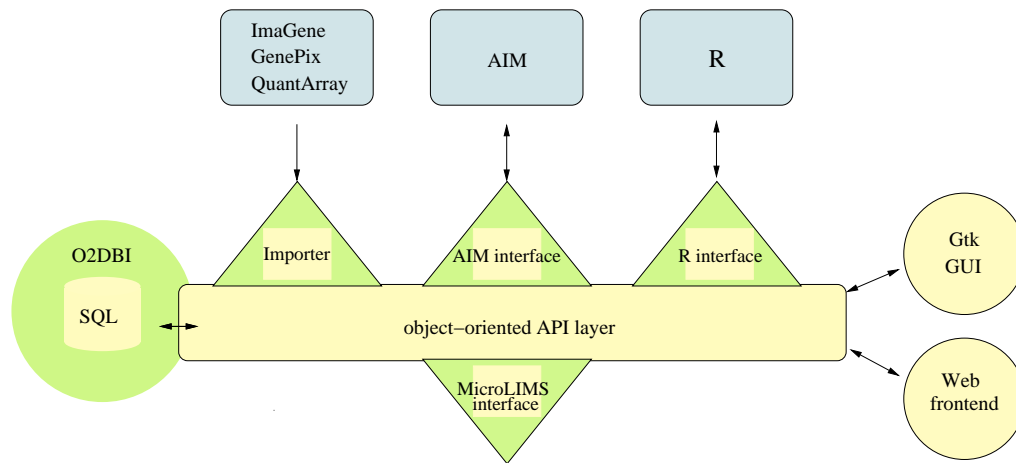 ImaGene
GenePix
QuantArray
AIM
R
Importer
AIM interface
R interface
O2DBI
SQL
object−oriented API layer
Gtk
GUI
MicroLIMS
interface
Web
frontend